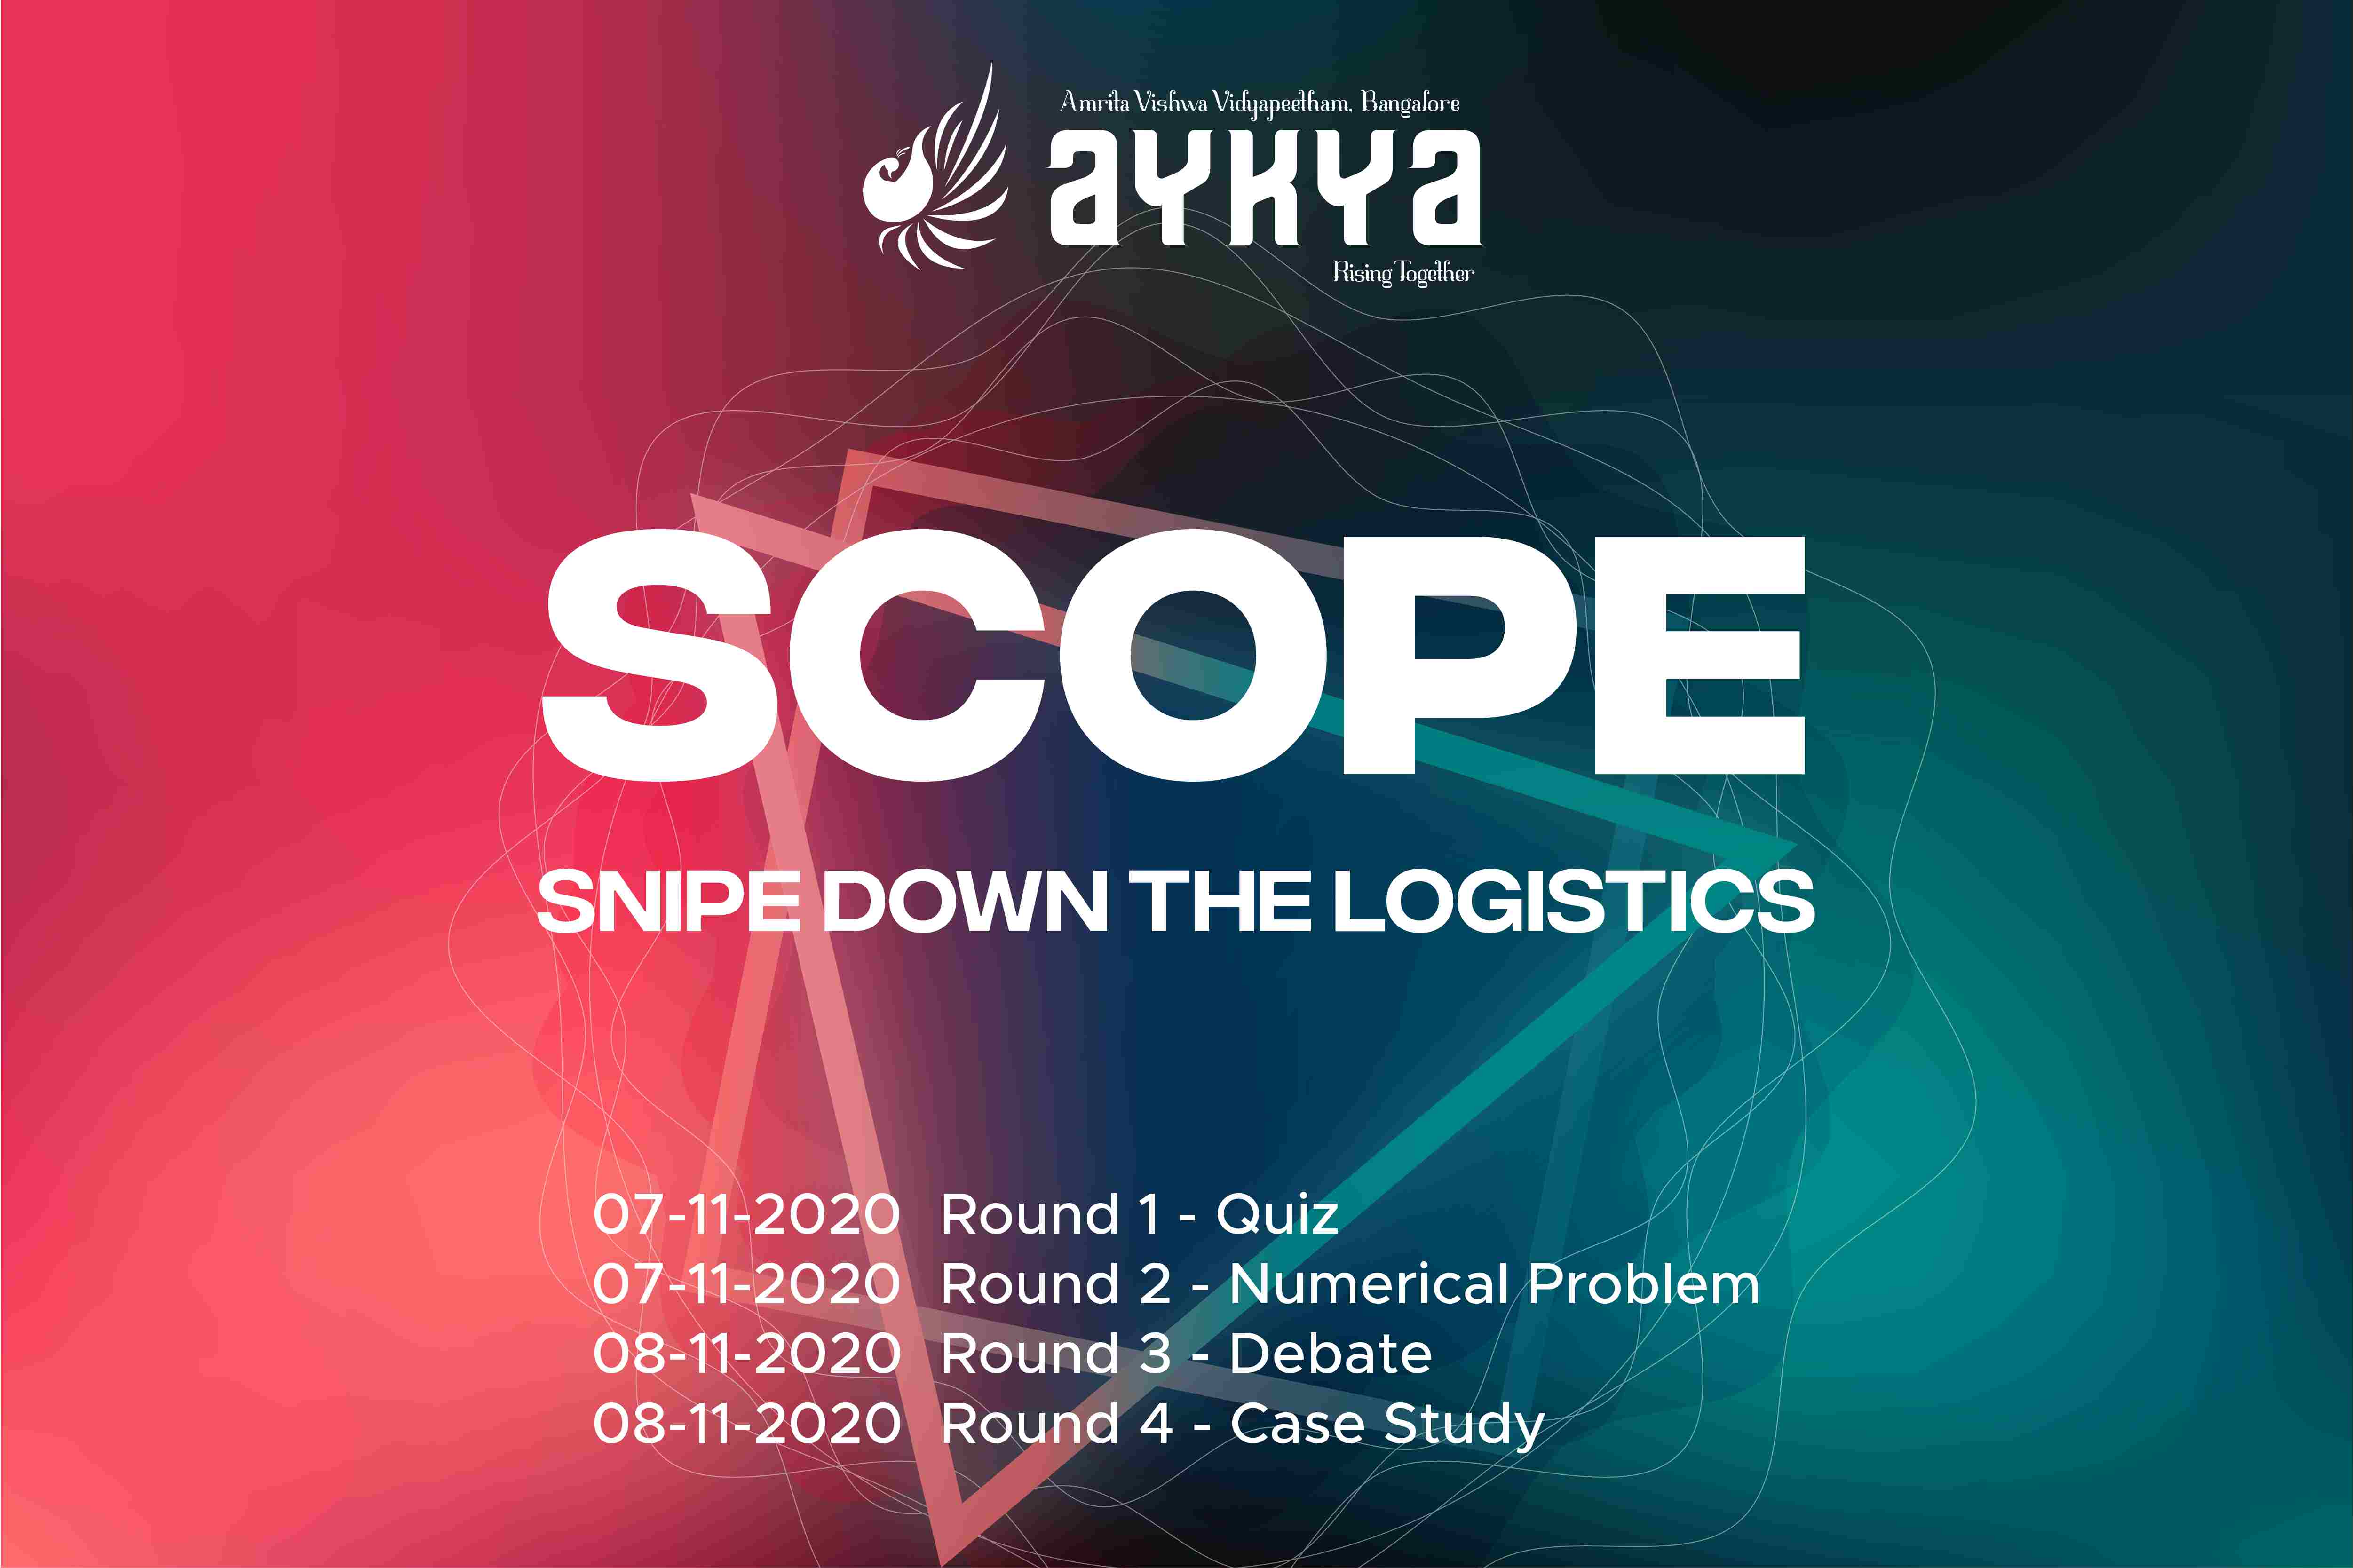 Amrita Vishwa Vidyapeetham, Bangalore
AYKYA
Rising Together
SCOPE
SNIPE DOWN THE LOGISTICS
07-11-2020 Round 1 - Quiz
07-11-2020 Round 2 - Numerical Problem
08-11-2020 Round 3 - Debate
08-11-2020 Round 4 - Case Study